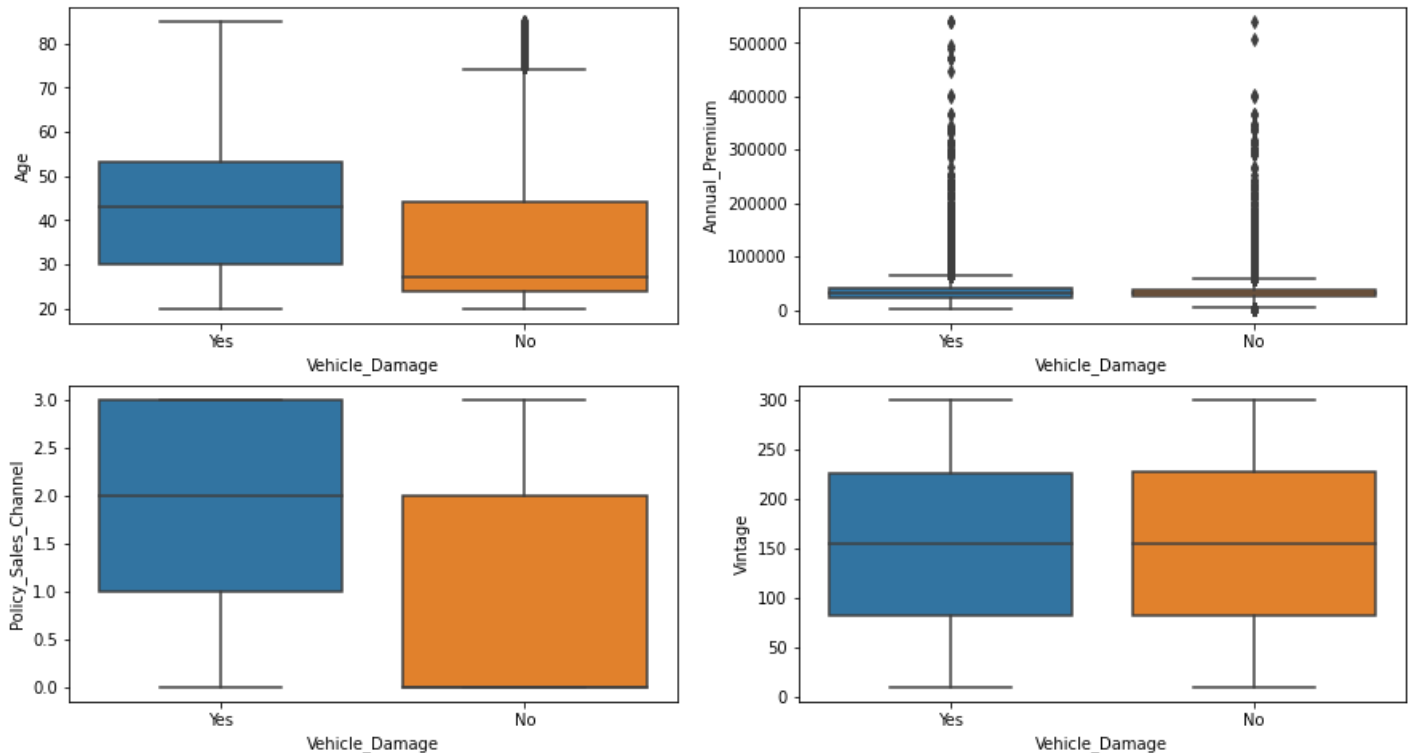 Age
80
70
60
50
40
30
20
Yes
No
Vehicle_Damage
Annual_Premium
500000
400000
300000
200000
100000
0
Yes
No
Vehicle_Damage
Policy_Sales_Channel
3.0
2.5
2.0
1.5
1.0
0.5
0.0
Yes
No
Vehicle_Damage
Vintage
300
250
200
150
100
50
0
Yes
No
Vehicle_Damage